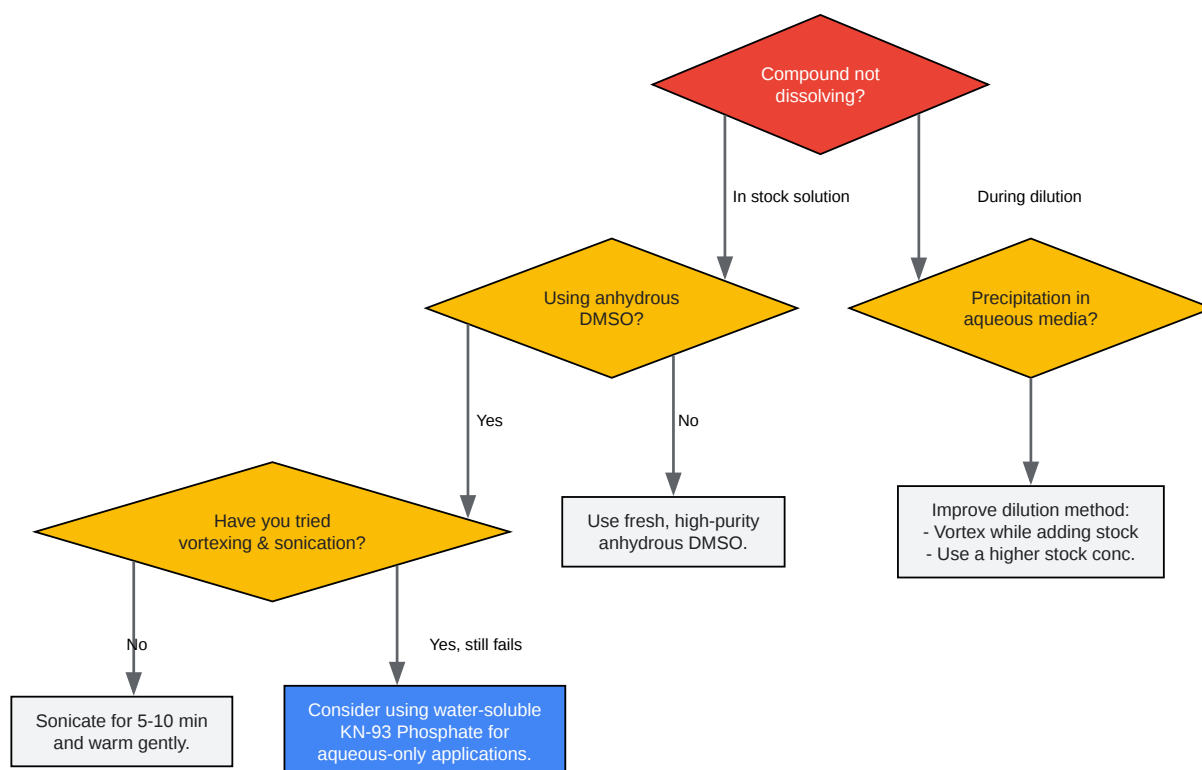 Compound not
dissolving?
In stock solution
During dilution
Using anhydrous
DMSO?
Precipitation in
aqueous media?
Yes
No
Have you tried
vortexing & sonication?
Use fresh, high-purity
anhydrous DMSO.
Improve dilution method:
- Vortex while adding stock
- Use a higher stock conc.
No
Yes, still fails
Sonicate for 5-10 min
and warm gently.
Consider using water-soluble
KN-93 Phosphate for
aqueous-only applications.